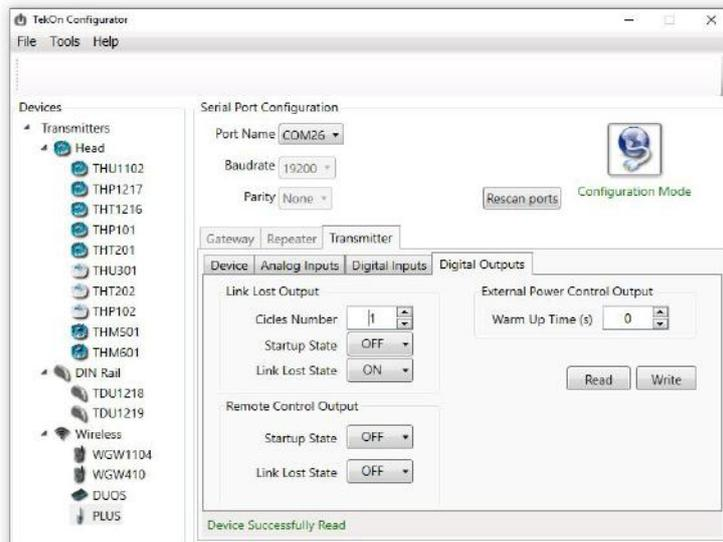 TekOn Configurator
File Tools Help
Devices
Transmitters
Head
THU1102
THP1217
THT1216
THP101
THT201
THU301
THT202
THP102
THM501
THM601
DIN Rail
TDU1218
TDU1219
Wireless
WGW1104
WGW410
DUOS
PLUS
Serial Port Configuration
Port Name COM26
Baudrate 19200
Parity None
Rescan ports
Configuration Mode
Gateway Repeater Transmitter
Device Analog Inputs Digital Inputs Digital Outputs
Link Lost Output
Cicles Number 1
Startup State OFF
Link Lost State ON
Remote Control Output
Startup State OFF
Link Lost State OFF
External Power Control Output
Warm Up Time (s) 0
Read Write
Device Successfully Read